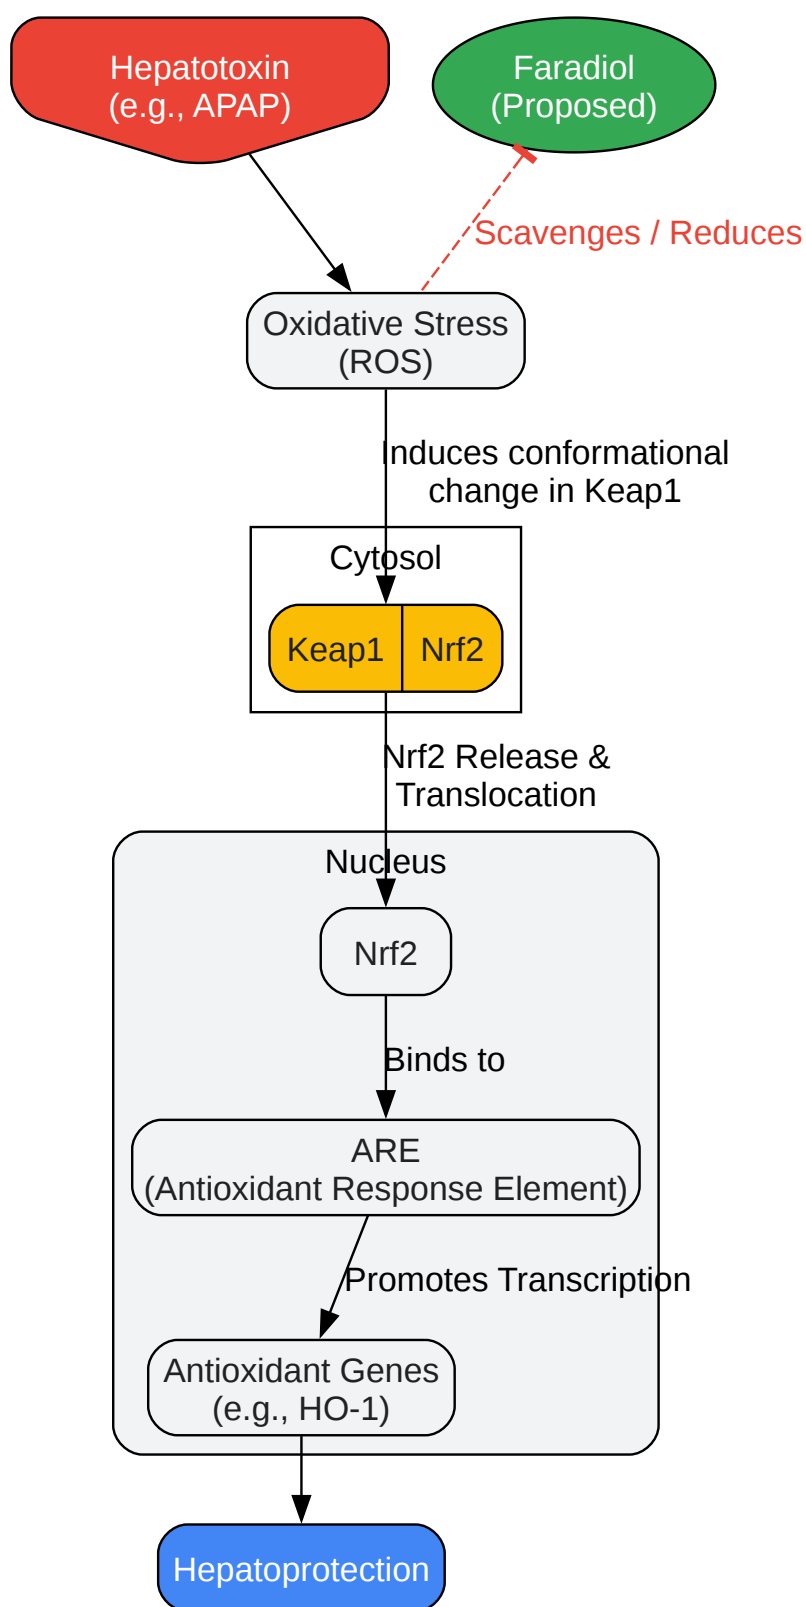 Hepatotoxin
(e.g., APAP)
Faradiol
(Proposed)
Scavenges / Reduces
Oxidative Stress
(ROS)
Induces conformational
change in Keap1
Cytosol
Keap1
Nrf2
Nrf2 Release &
Translocation
Nucleus
Nrf2
Binds to
ARE
(Antioxidant Response Element)
Promotes Transcription
Antioxidant Genes
(e.g., HO-1)
Hepatoprotection